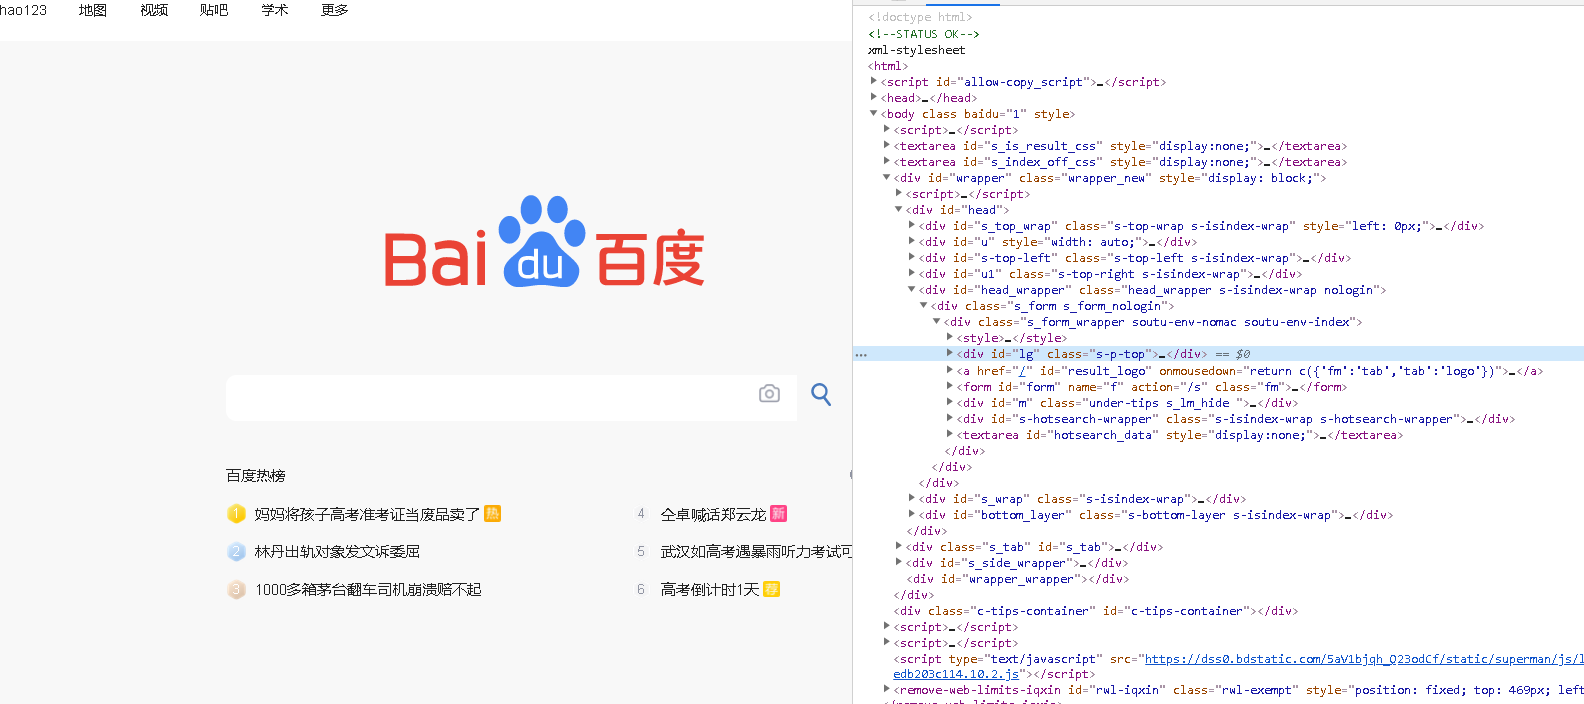 hao123 地图 视频 贴吧 学术 更多
Bai du 百度
百度热榜
1 妈妈将孩子高考准考证当废品卖了 热
2 林丹出轨对象发文诉委屈
3 1000多箱茅台翻车司机崩溃赔不起
4 仝卓喊话郑云龙 新
5 武汉如高考遇暴雨听力考试可
6 高考倒计时1天 荐
<!doctype html>
<!--STATUS OK-->
xml-stylesheet
<html>
<script id="allow-copy_script">…</script>
<head>…</head>
<body class baidu="1" style>
<script>…</script>
<textarea id="s_is_result_css" style="display:none;">…</textarea>
<textarea id="s_index_off_css" style="display:none;">…</textarea>
<div id="wrapper" class="wrapper_new" style="display: block;">
<script>…</script>
<div id="head">
<div id="s_top_wrap" class="s-top-wrap s-isindex-wrap" style="left: 0px;">…</div>
<div id="u" style="width: auto;">…</div>
<div id="s-top-left" class="s-top-left s-isindex-wrap">…</div>
<div id="u1" class="s-top-right s-isindex-wrap">…</div>
<div id="head_wrapper" class="head_wrapper s-isindex-wrap nologin">
<div class="s_form s_form_nologin">
<div class="s_form_wrapper soutu-env-nomac soutu-env-index">
<style>…</style>
<div id="lg" class="s-p-top">…</div> == $0
<a href="/" id="result_logo" onmousedown="return c({'fm':'tab','tab':'logo'})">…</a>
<form id="form" name="f" action="/s" class="fm">…</form>
<div id="m" class="under-tips s_lm_hide ">…</div>
<div id="s-hotsearch-wrapper" class="s-isindex-wrap s-hotsearch-wrapper">…</div>
<textarea id="hotsearch_data" style="display:none;">…</textarea>
</div>
</div>
</div>
<div id="s_wrap" class="s-isindex-wrap">…</div>
<div id="bottom_layer" class="s-bottom-layer s-isindex-wrap">…</div>
</div>
<div class="s_tab" id="s_tab">…</div>
<div id="s_side_wrapper">…</div>
<div id="wrapper_wrapper"></div>
</div>
<div class="c-tips-container" id="c-tips-container"></div>
<script>…</script>
<script>…</script>
<script type="text/javascript" src="https://dss0.bdstatic.com/5aV1bjqh_Q23odCf/static/superman/js/l
edb203c114.10.2.js"></script>
<remove-web-limits-iqxin id="rwl-iqxin" class="rwl-exempt" style="position: fixed; top: 469px; left